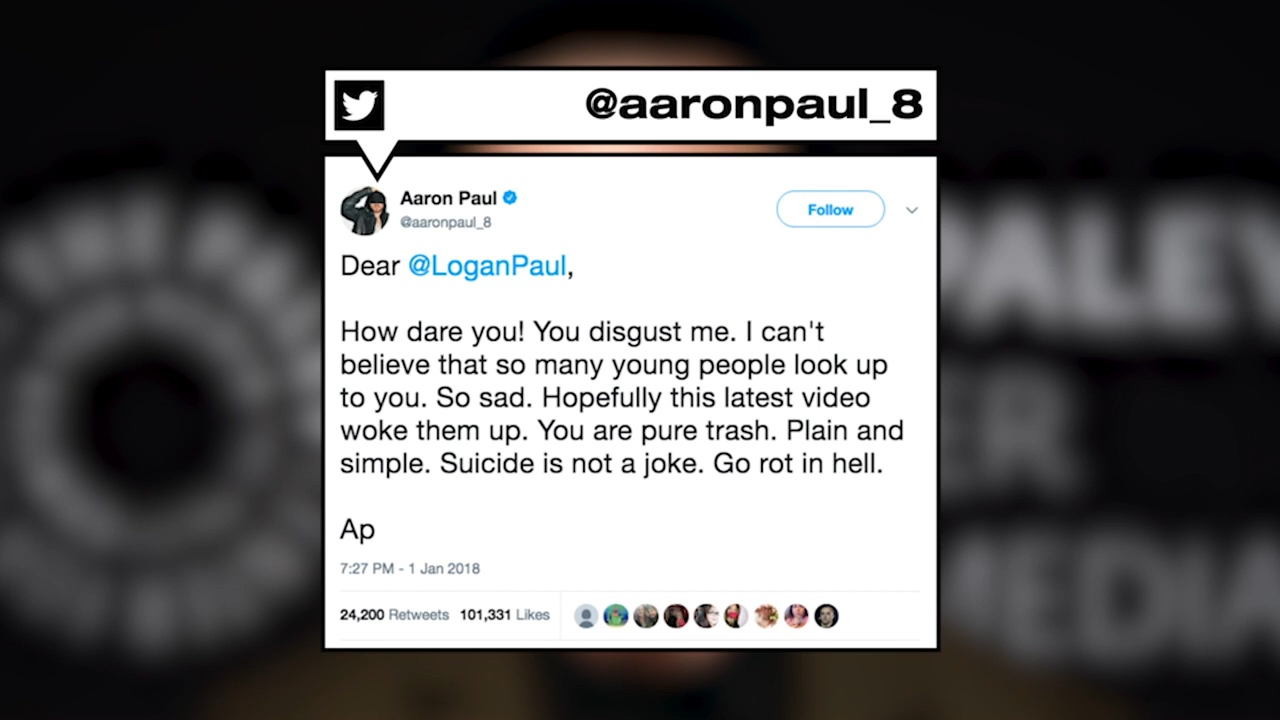 @aaronpaul_8
Aaron Paul
Follow
@aaronpaul_8
Dear @LoganPaul,
How dare you! You disgust me. I can't
believe that so many young people look up
to you. So sad. Hopefully this latest video
woke them up. You are pure trash. Plain and
simple. Suicide is not a joke. Go rot in hell.
Ap
7:27 PM - 1 Jan 2018
24,200 Retweets 101,331 Likes